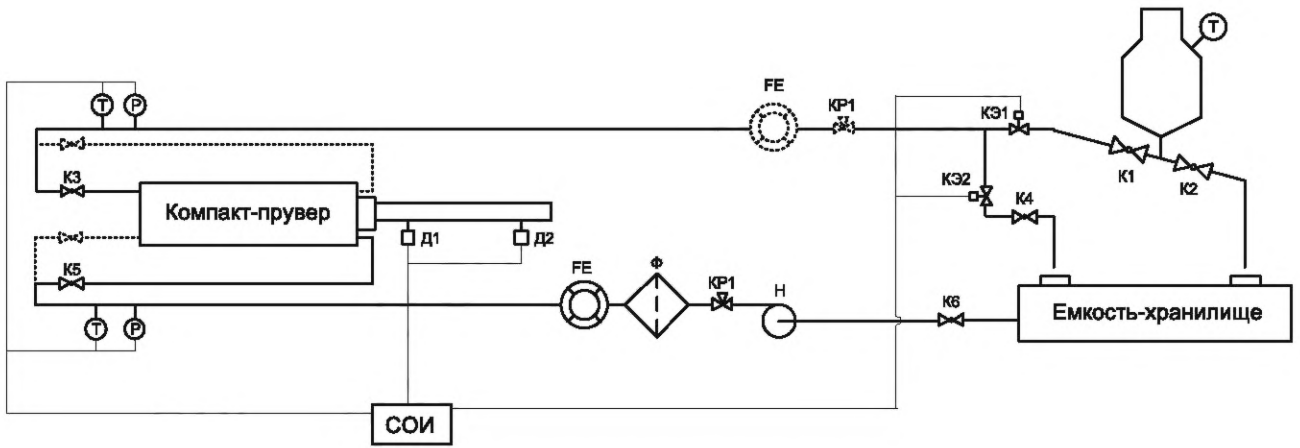 T
T
P
FE
КР1
КЭ1
К1
К2
К3
Компакт-прувер
КЭ2
К4
Д1
Д2
К5
FE
Ф
КР1
Н
К6
Емкость-хранилище
T
P
СОИ